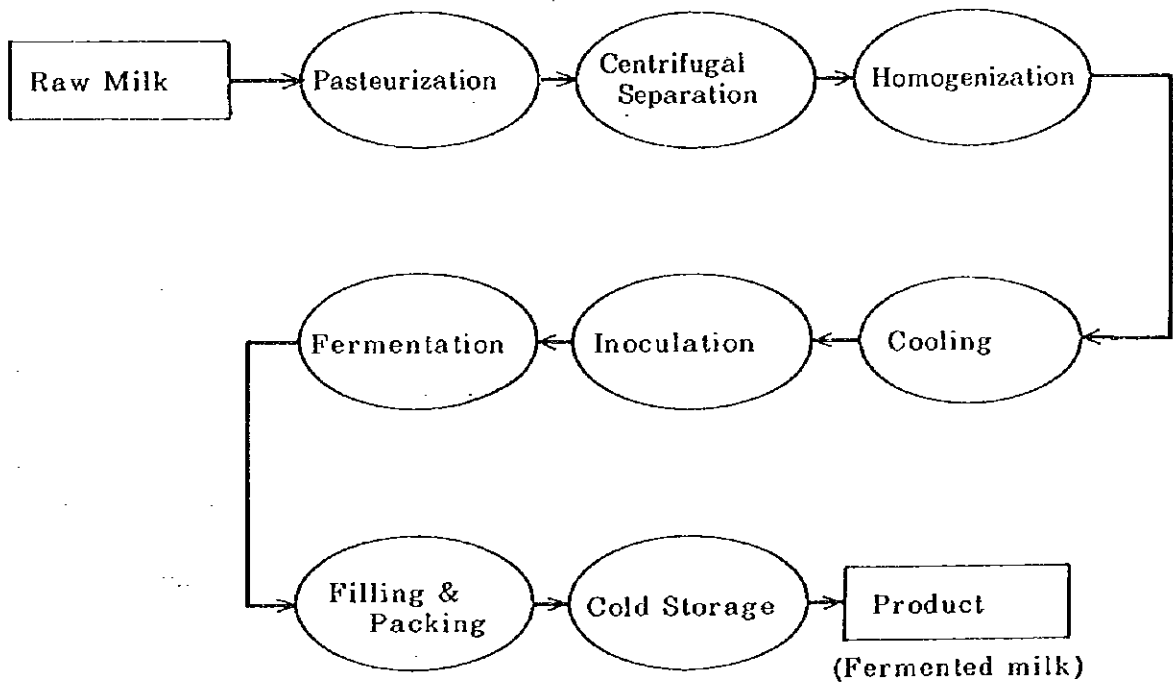 Raw Milk
Pasteurization
Centrifugal
Separation
Homogenization
Cooling
Inoculation
Fermentation
Filling &
Packing
Cold Storage
Product
(Fermented milk)